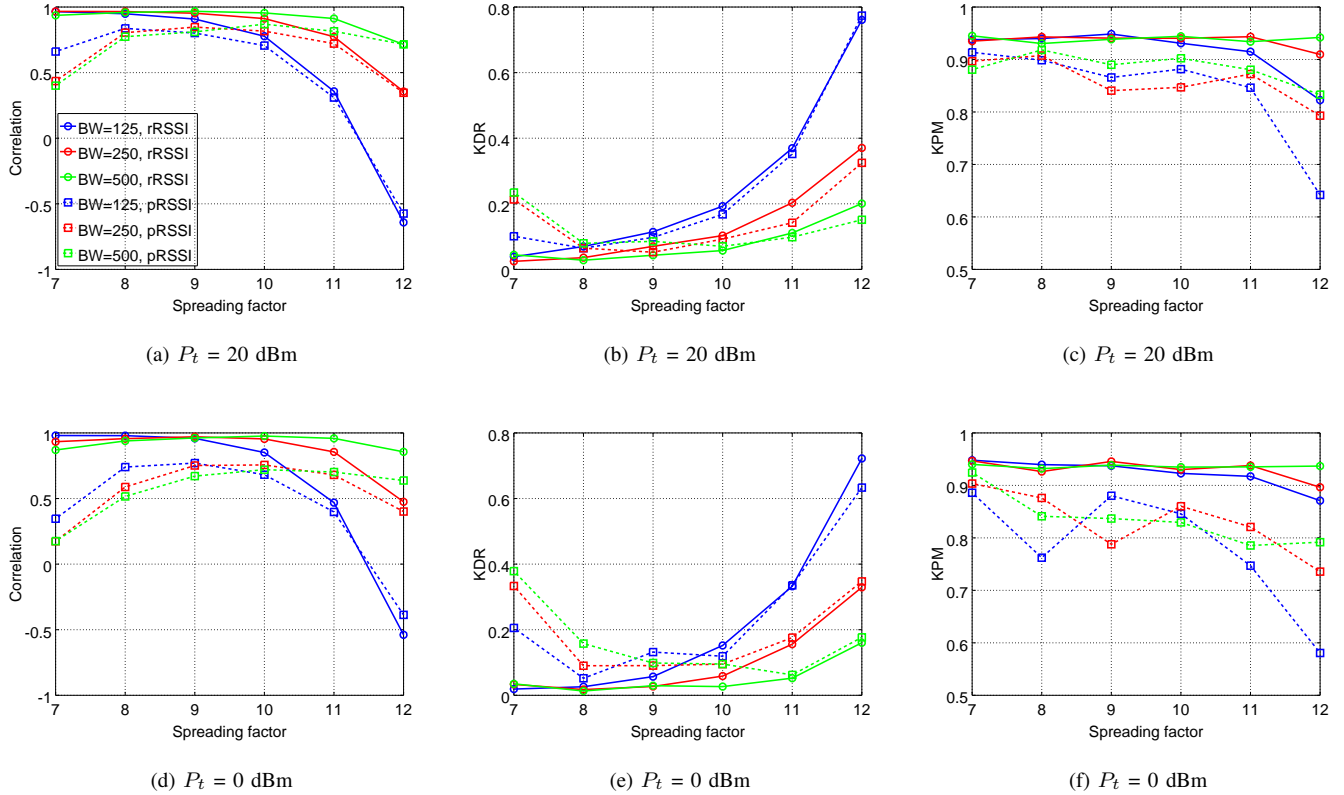 1
0.5
0
-0.5
-1
Correlation
BW=125, rRSSI
BW=250, rRSSI
BW=500, rRSSI
BW=125, pRSSI
BW=250, pRSSI
BW=500, pRSSI
7 8 9 10 11 12
Spreading factor
(a) Pt = 20 dBm
0.8
0.6
0.4
0.2
0
KDR
7 8 9 10 11 12
Spreading factor
(b) Pt = 20 dBm
1
0.9
0.8
0.7
0.6
0.5
KPM
7 8 9 10 11 12
Spreading factor
(c) Pt = 20 dBm
1
0.5
0
-0.5
-1
Correlation
7 8 9 10 11 12
Spreading factor
(d) Pt = 0 dBm
0.8
0.6
0.4
0.2
0
KDR
7 8 9 10 11 12
Spreading factor
(e) Pt = 0 dBm
1
0.9
0.8
0.7
0.6
0.5
KPM
7 8 9 10 11 12
Spreading factor
(f) Pt = 0 dBm